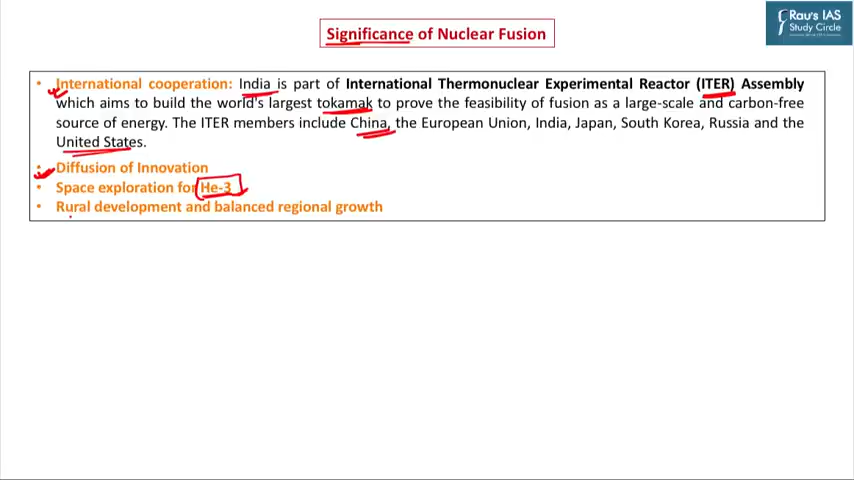 Significance of Nuclear Fusion
Rau's IAS
Study Circle
• International cooperation: India is part of International Thermonuclear Experimental Reactor (ITER) Assembly
which aims to build the world's largest tokamak to prove the feasibility of fusion as a large-scale and carbon-free
source of energy. The ITER members include China, the European Union, India, Japan, South Korea, Russia and the
United States.
• Diffusion of Innovation
• Space exploration for He-3
• Rural development and balanced regional growth